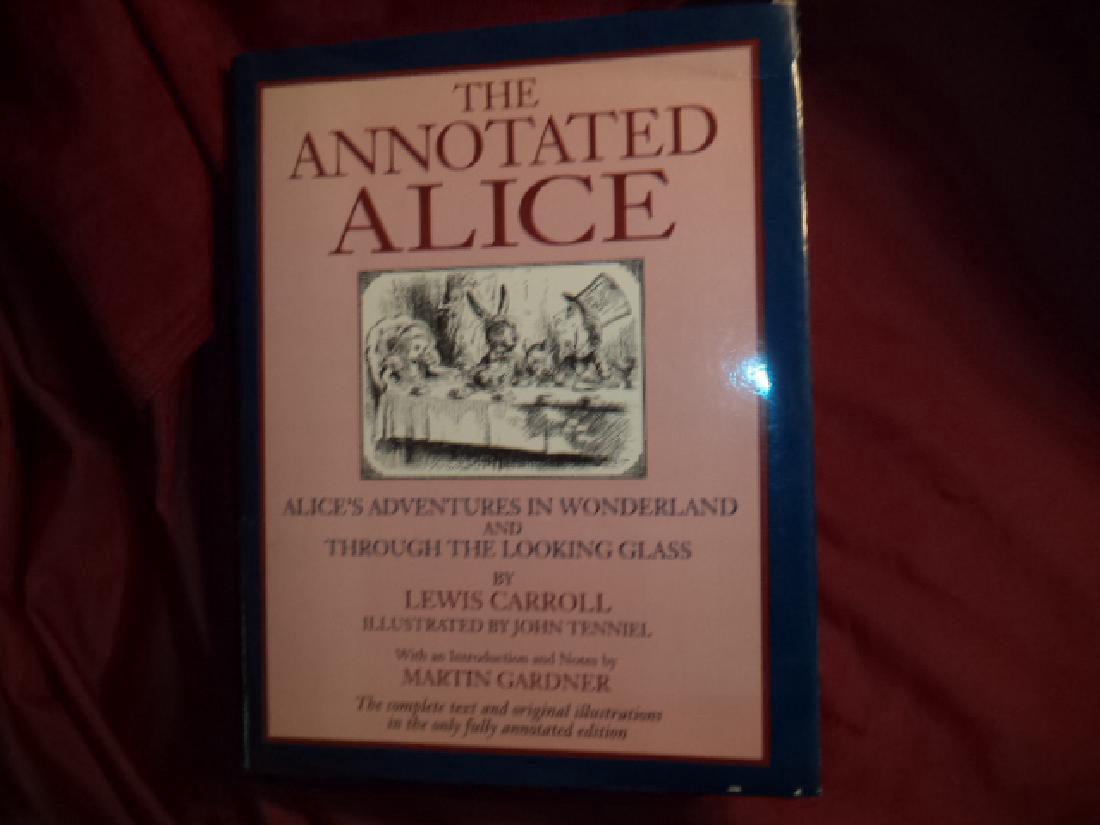 THE
ANNOTATED
ALICE
ALICE'S ADVENTURES IN WONDERLAND
AND
THROUGH THE LOOKING GLASS
BY
LEWIS CARROLL
ILLUSTRATED BY JOHN TENNIEL
With an Introduction and Notes by
MARTIN GARDNER
The complete text and original illustrations
in the only fully annotated edition